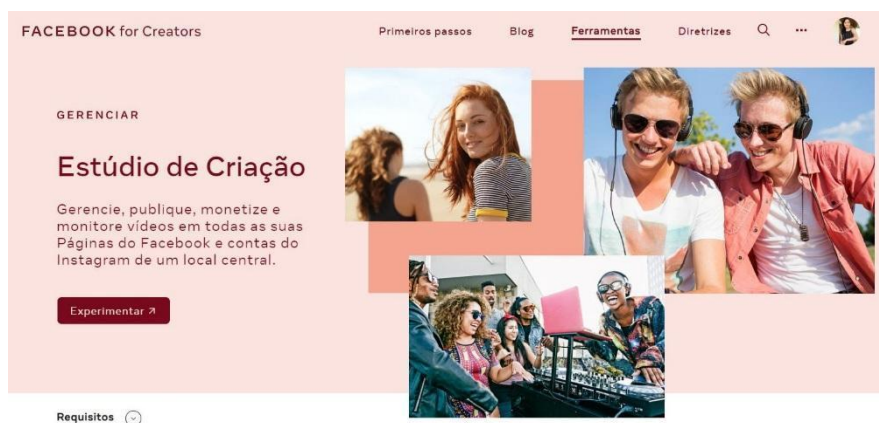 FACEBOOK for Creators
Primeiros passos
Blog
Ferramentas
Diretrizes
GERENCIAR
Estúdio de Criação
Gerencie, publique, monetize e
monitore vídeos em todas as suas
Páginas do Facebook e contas do
Instagram de um local central.
Experimentar
Requisitos